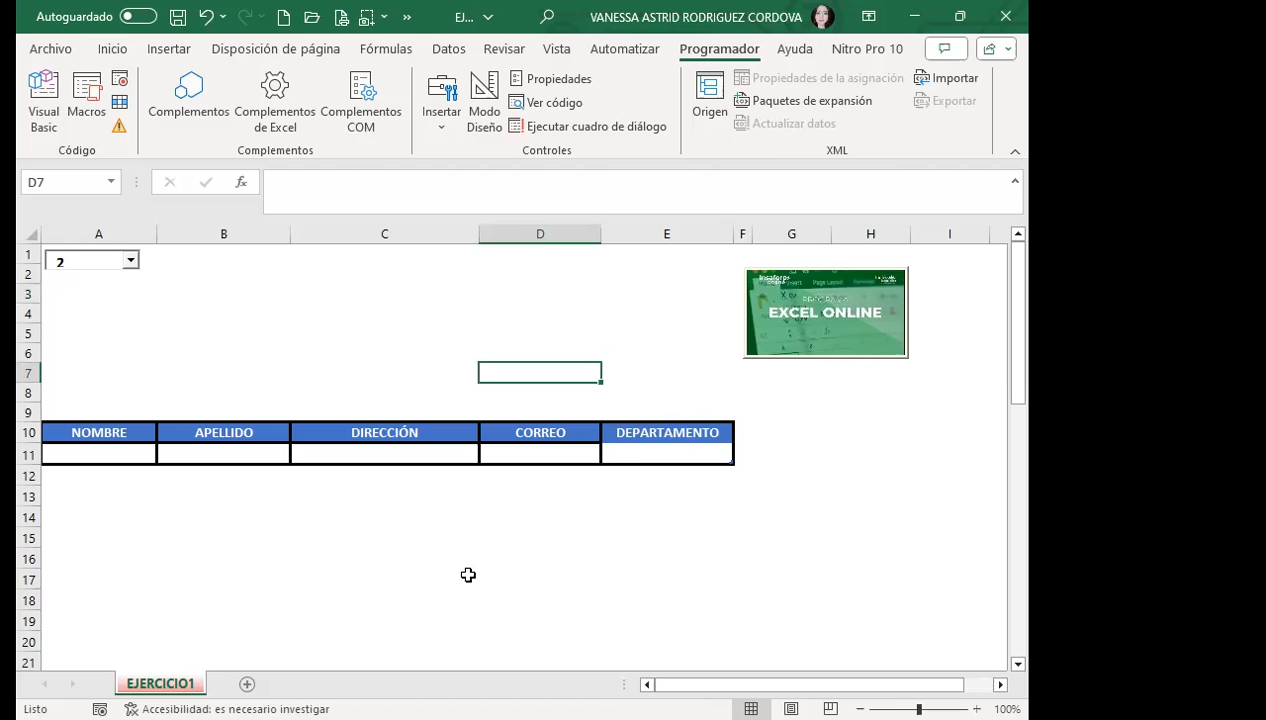 Autoguardado
EJ...
VANESSA ASTRID RODRIGUEZ CORDOVA
Archivo Inicio Insertar Disposición de página Fórmulas Datos Revisar Vista Automatizar Programador Ayuda Nitro Pro 10
Visual Basic
Macros
Código
Complementos
Complementos de Excel
Complementos COM
Complementos
Insertar
Modo Diseño
Propiedades
Ver código
Ejecutar cuadro de diálogo
Controles
Origen
Propiedades de la asignación
Paquetes de expansión
Actualizar datos
Importar
Exportar
XML
D7
fx
A B C D E F G H I
1
2
3
4
5
6
7
8
9
10
11
12
13
14
15
16
17
18
19
20
21
2
EXCEL ONLINE
NOMBRE APELLIDO DIRECCIÓN CORREO DEPARTAMENTO
EJERCICIO1
Listo
Accesibilidad: es necesario investigar
100%